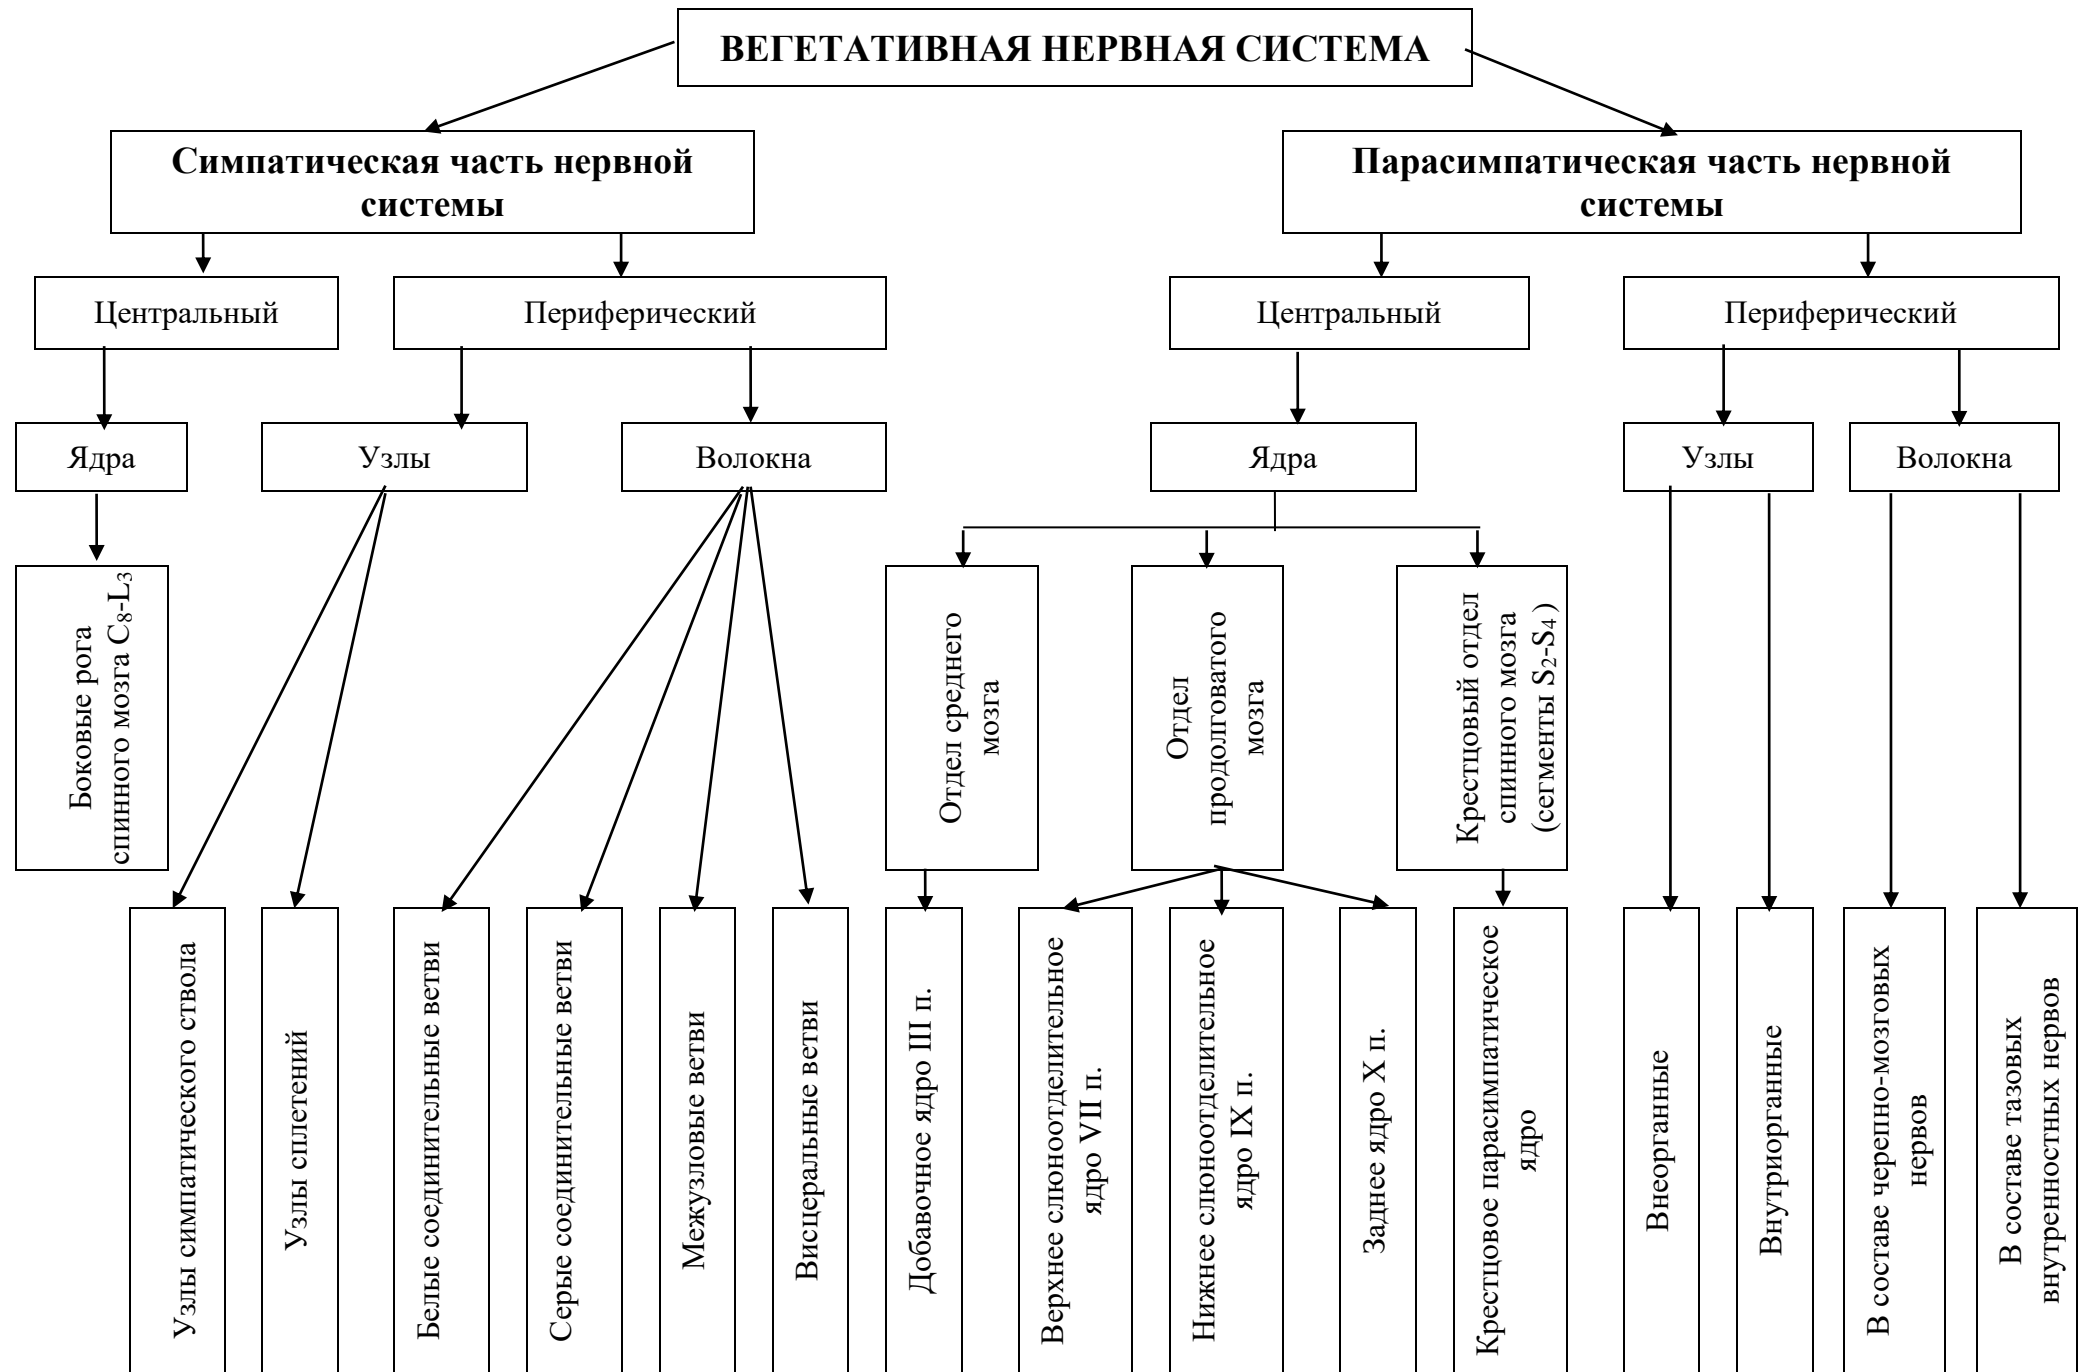 ВЕГЕТАТИВНАЯ НЕРВНАЯ СИСТЕМА
Симпатическая часть нервной
системы
Парасимпатическая часть нервной
системы
Центральный
Периферический
Центральный
Периферический
Ядра
Узлы
Волокна
Ядра
Узлы
Волокна
Боковые рога
спинного мозга C₈-L₃
Отдел среднего
мозга
Отдел
продолговатого
мозга
Крестцовый отдел
спинного мозга
(сегменты S₂-S₄ )
Узлы симпатического ствола
Узлы сплетений
Белые соединительные ветви
Серые соединительные ветви
Межузловые ветви
Висцеральные ветви
Добавочное ядро III п.
Верхнее слюноотделительное
ядро VII п.
Нижнее слюноотделительное
ядро IX п.
Заднее ядро X п.
Крестцовое парасимпатическое
ядро
Внеорганные
Внутриорганные
В составе черепно-мозговых
нервов
В составе тазовых
внутренностных нервов